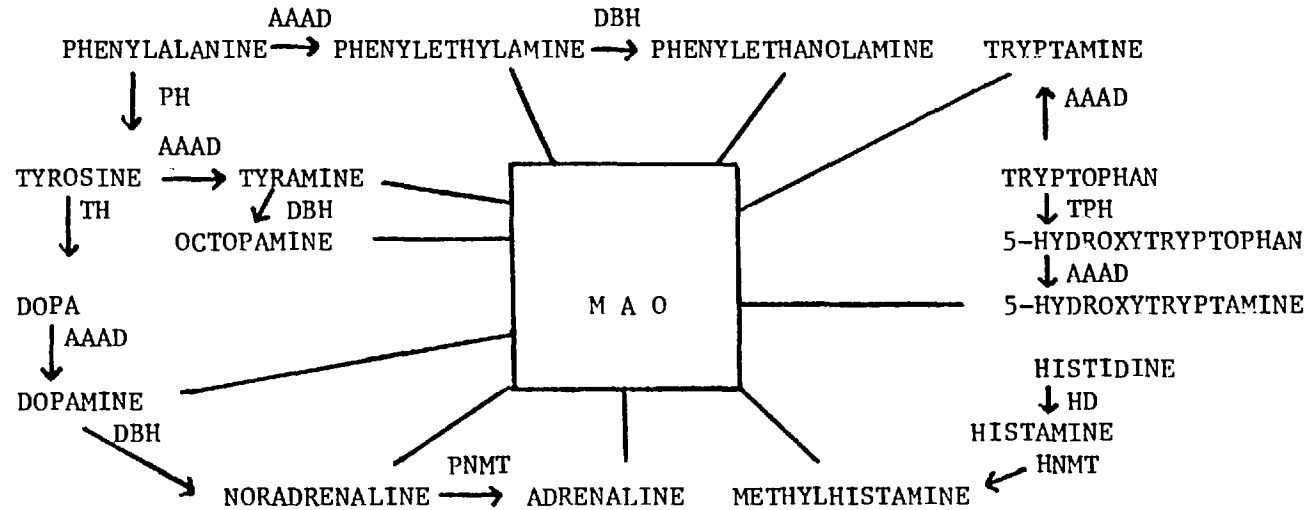 AAAD DBH
PHENYLALANINE PHENYLETHYLAMINE PHENYLETHANOLAMINE TRYPTAMINE
PH AAAD
AAAD
TYROSINE TYRAMINE TRYPTOPHAN
TH DBH TPH
OCTOPAMINE 5-HYDROXYTRYPTOPHAN
AAAD
DOPA M A O 5-HYDROXYTRYPTAMINE
AAAD
HISTIDINE
DOPAMINE HD
DBH HISTAMINE
PNMT HNMT
NORADRENALINE ADRENALINE METHYLHISTAMINE